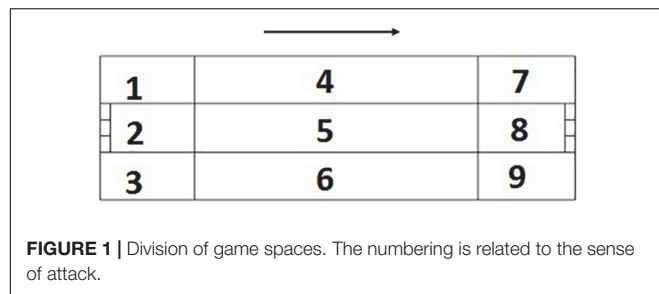 1 4 7
2 5 8
3 6 9
FIGURE 1 | Division of game spaces. The numbering is related to the sense
of attack.